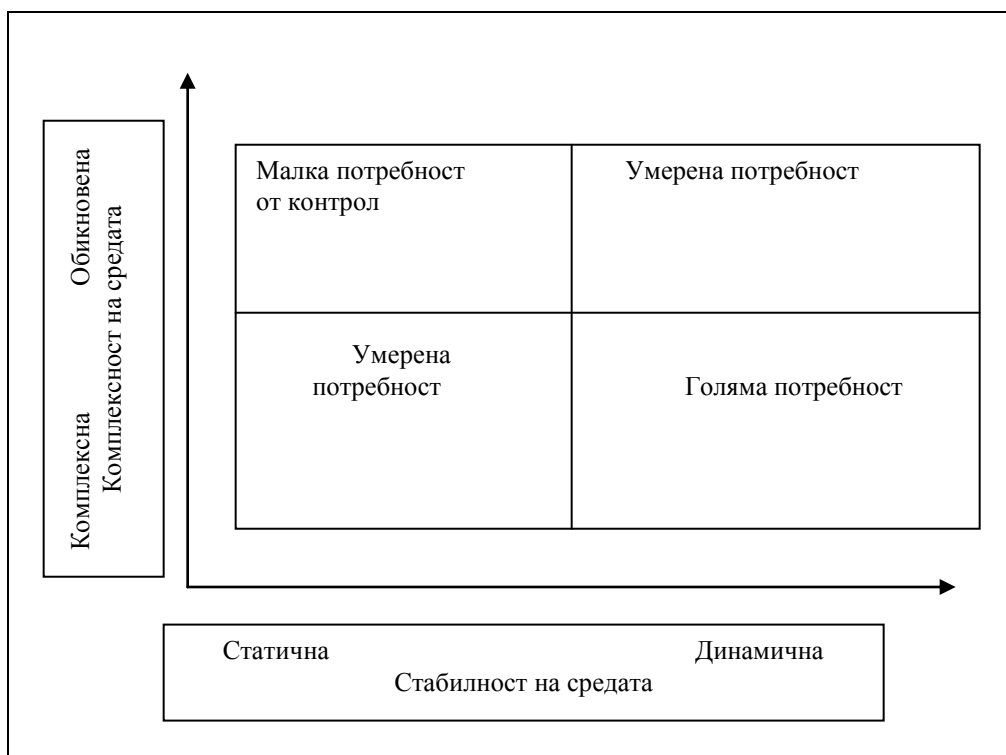 Обикновена
Комплексна
Комплексност на средата
Малка потребност
от контрол
Умерена потребност
Умерена
потребност
Голяма потребност
Статична
Динамична
Стабилност на средата